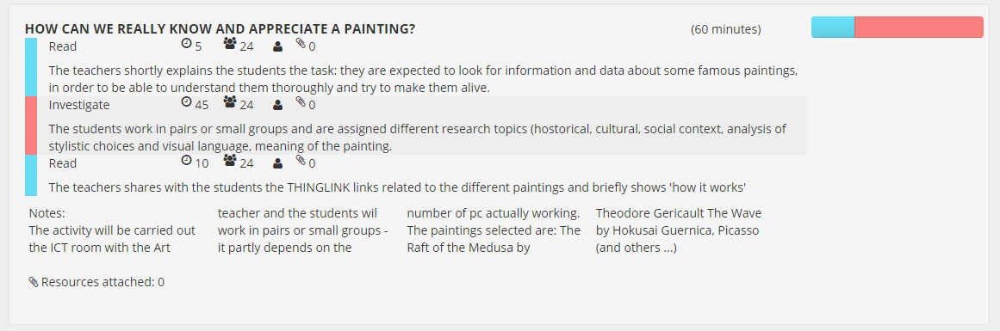 HOW CAN WE REALLY KNOW AND APPRECIATE A PAINTING? (60 minutes)
Read 5 24 0
The teachers shortly explains the students the task: they are expected to look for information and data about some famous paintings,
in order to be able to understand them thoroughly and try to make them alive.
Investigate 45 24 0
The students work in pairs or small groups and are assigned different research topics (hostorical, cultural, social context, analysis of
stylistic choices and visual language, meaning of the painting.
Read 10 24 0
The teachers shares with the students the THINGLINK links related to the different paintings and briefly shows 'how it works'
Notes:
The activity will be carried out
the ICT room with the Art
teacher and the students wil
work in pairs or small groups -
it partly depends on the
number of pc actually working.
The paintings selected are: The
Raft of the Medusa by
Theodore Gericault The Wave
by Hokusai Guernica, Picasso
(and others ...)
Resources attached: 0